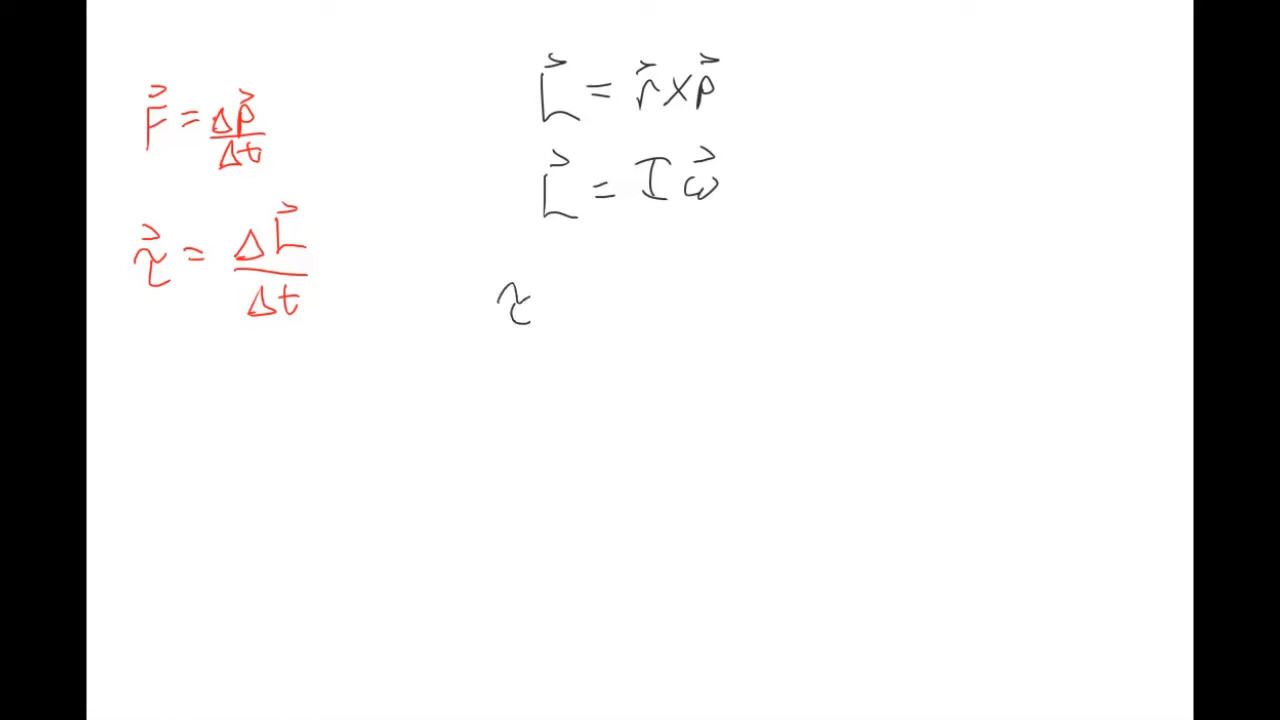 F⃗ = Δp⃗/Δt
τ⃗ = ΔL⃗/Δt
L⃗ = r⃗ × p⃗
L⃗ = I ω⃗
τ